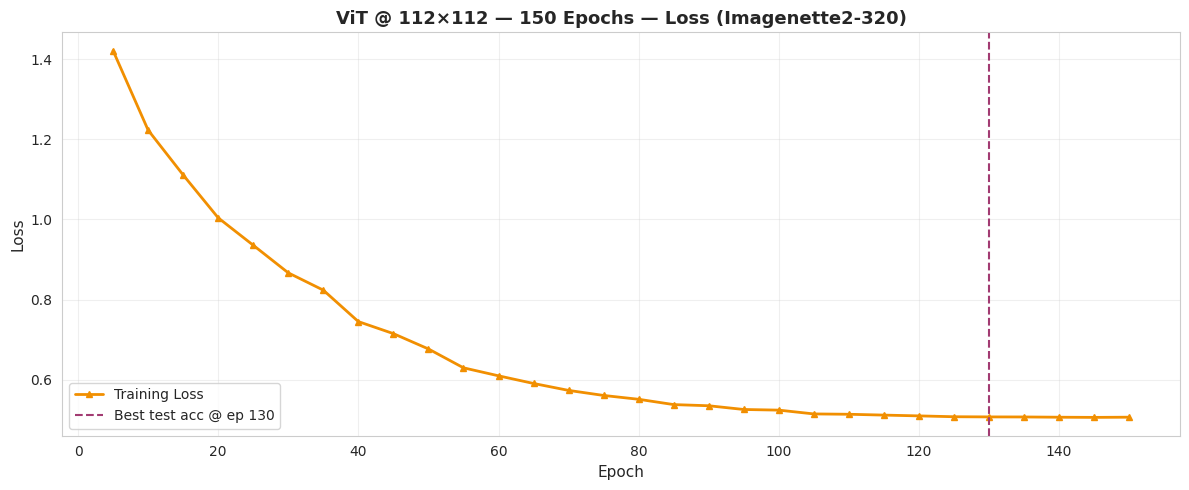 ViT @ 112×112 — 150 Epochs — Loss (Imagenette2-320)
Loss
1.4
1.2
1.0
0.8
0.6
Training Loss
Best test acc @ ep 130
0 20 40 60 80 100 120 140
Epoch